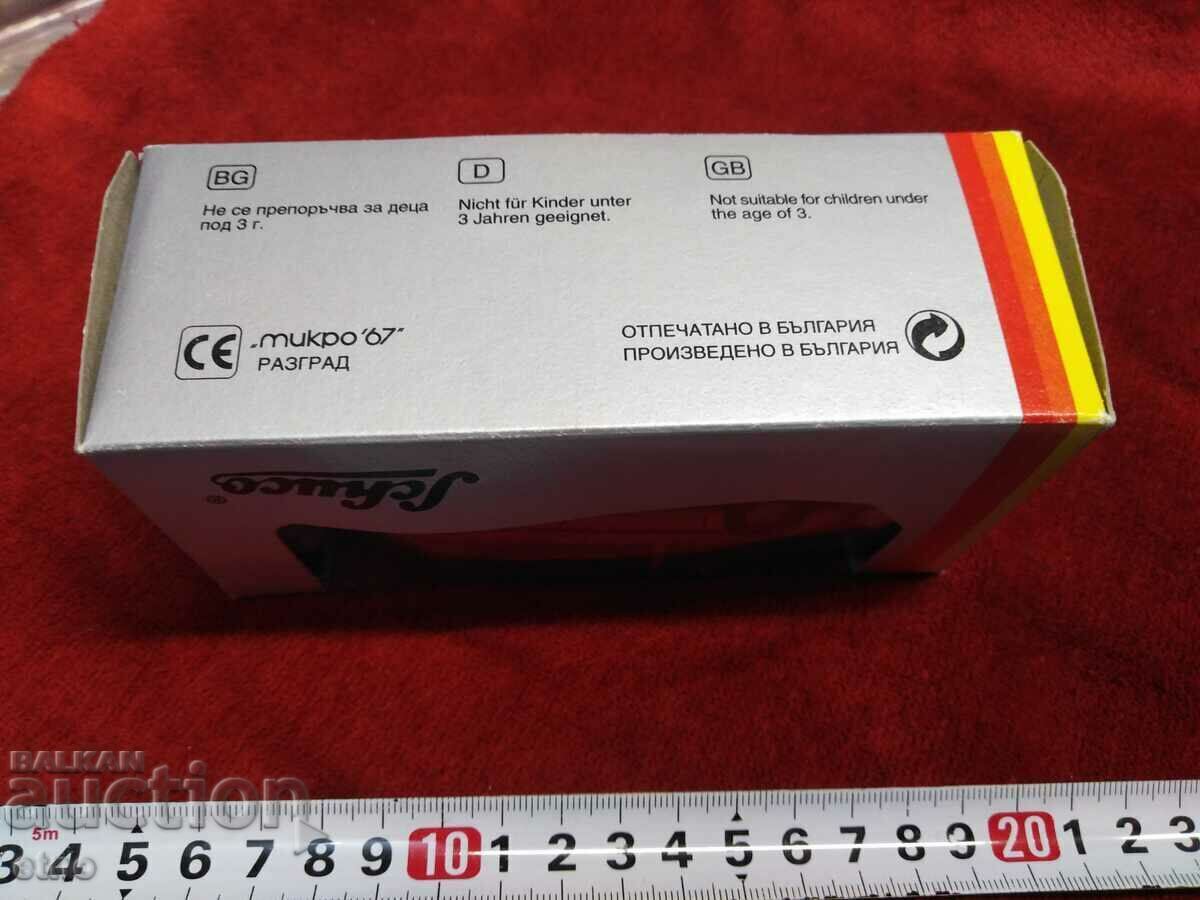 BG
Не се препоръчва за деца
под 3 г.
D
Nicht für Kinder unter
3 Jahren geeignet.
GB
Not suitable for children under
the age of 3.
CE
„микро '67"
РАЗГРАД
ОТПЕЧАТАНО В БЪЛГАРИЯ
ПРОИЗВЕДЕНО В БЪЛГАРИЯ
Schuco ®
BALKAN
auction
5m
3 4 5 6 7 8 9 10 1 2 3 4 5 6 7 8 9 20 1 2 3